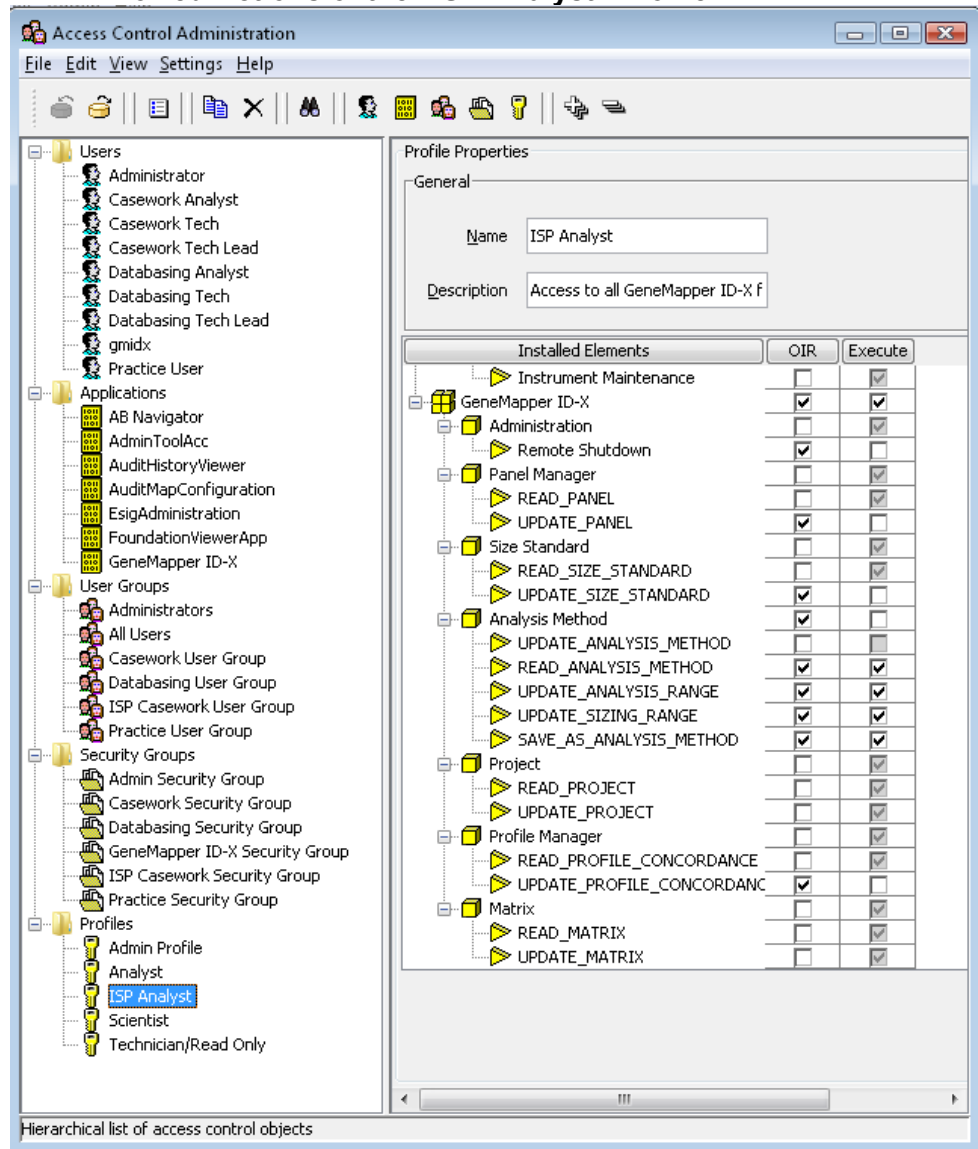 Access Control Administration
File Edit View Settings Help
Users
Administrator
Casework Analyst
Casework Tech
Casework Tech Lead
Databasing Analyst
Databasing Tech
Databasing Tech Lead
gmidx
Practice User
Applications
AB Navigator
AdminToolAcc
AuditHistoryViewer
AuditMapConfiguration
EsigAdministration
FoundationViewerApp
GeneMapper ID-X
User Groups
Administrators
All Users
Casework User Group
Databasing User Group
ISP Casework User Group
Practice User Group
Security Groups
Admin Security Group
Casework Security Group
Databasing Security Group
GeneMapper ID-X Security Group
ISP Casework Security Group
Practice Security Group
Profiles
Admin Profile
Analyst
ISP Analyst
Scientist
Technician/Read Only
Profile Properties
General
Name ISP Analyst
Description Access to all GeneMapper ID-X f
Installed Elements OIR Execute
Instrument Maintenance
GeneMapper ID-X
Administration
Remote Shutdown
Panel Manager
READ_PANEL
UPDATE_PANEL
Size Standard
READ_SIZE_STANDARD
UPDATE_SIZE_STANDARD
Analysis Method
UPDATE_ANALYSIS_METHOD
READ_ANALYSIS_METHOD
UPDATE_ANALYSIS_RANGE
UPDATE_SIZING_RANGE
SAVE_AS_ANALYSIS_METHOD
Project
READ_PROJECT
UPDATE_PROJECT
Profile Manager
READ_PROFILE_CONCORDANCE
UPDATE_PROFILE_CONCORDANC
Matrix
READ_MATRIX
UPDATE_MATRIX
Hierarchical list of access control objects